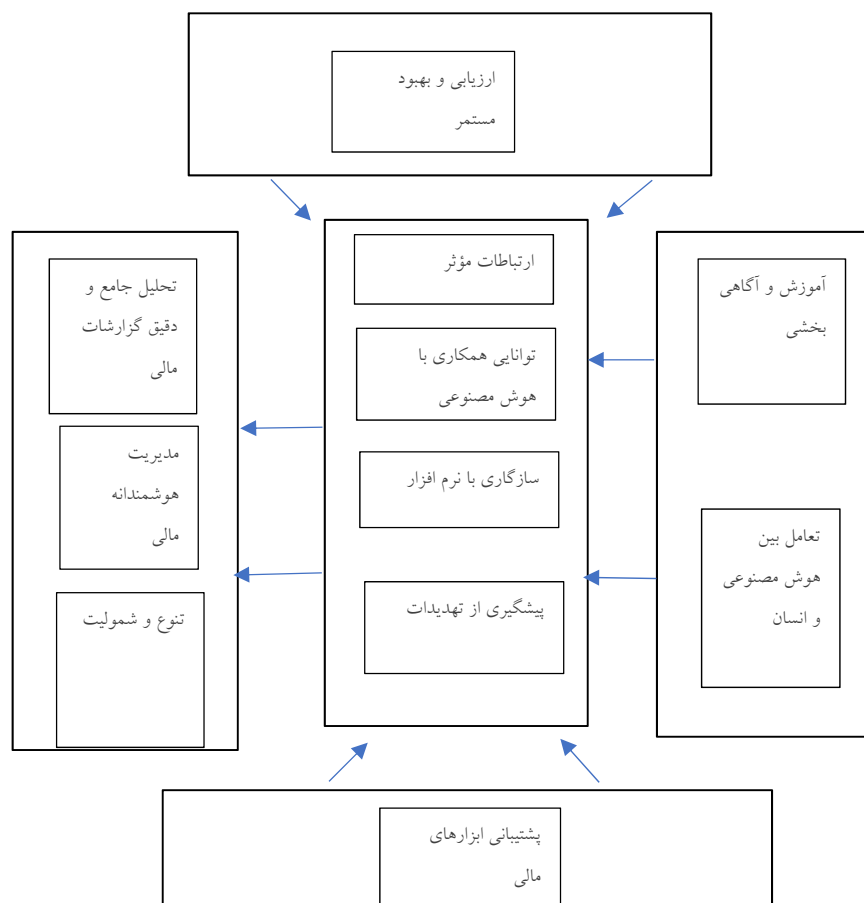 ارزیابی و بهبود
مستمر
آموزش و آگاهی
بخشی
تعامل بین
هوش مصنوعی
و انسان
ارتباطات مؤثر
توانایی همکاری با
هوش مصنوعی
سازگاری با نرم افزار
پیشگیری از تهدیدات
تحلیل جامع و
دقیق گزارشات
مالی
مدیریت
هوشمندانه
مالی
تنوع و شمولیت
پشتیبانی ابزارهای
مالی